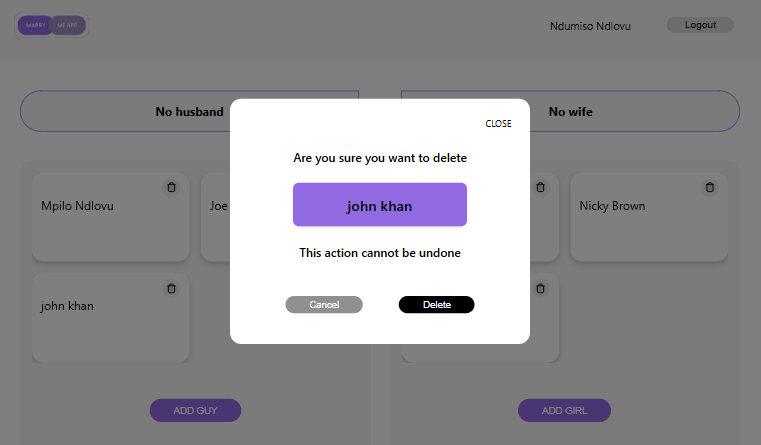 MARRY ME APP
Ndumiso Ndlovu
Logout
No husband
No wife
CLOSE
Are you sure you want to delete
john khan
This action cannot be undone
Cancel
Delete
Mpilo Ndlovu
Joe
Nicky Brown
john khan
ADD GUY
ADD GIRL